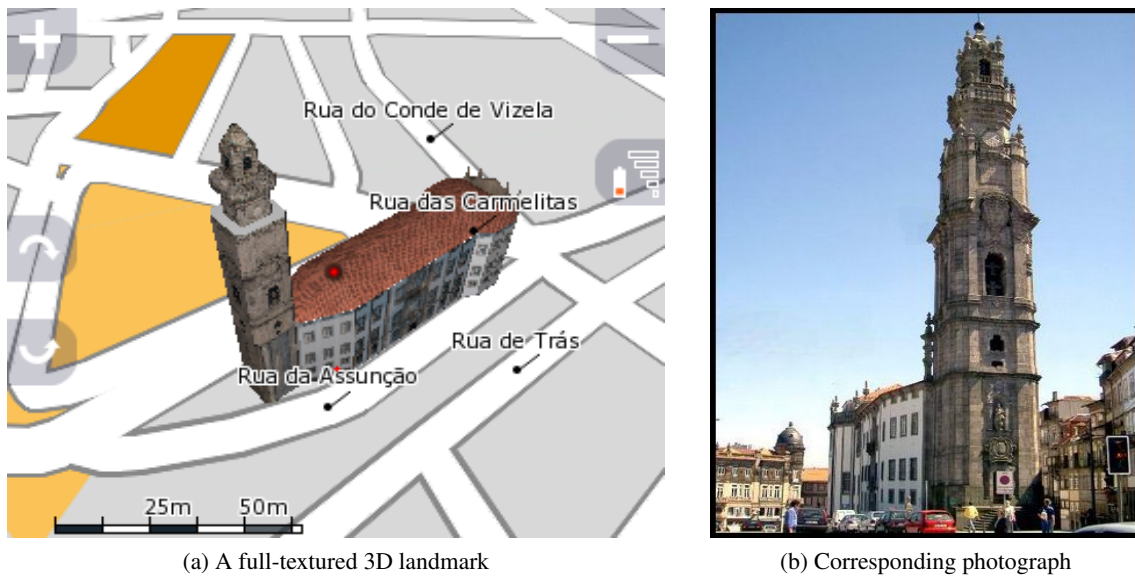 Rua do Conde de Vizela
Rua das Carmelitas
Rua de Trás
Rua da Assunção
25m 50m
(a) A full-textured 3D landmark
(b) Corresponding photograph